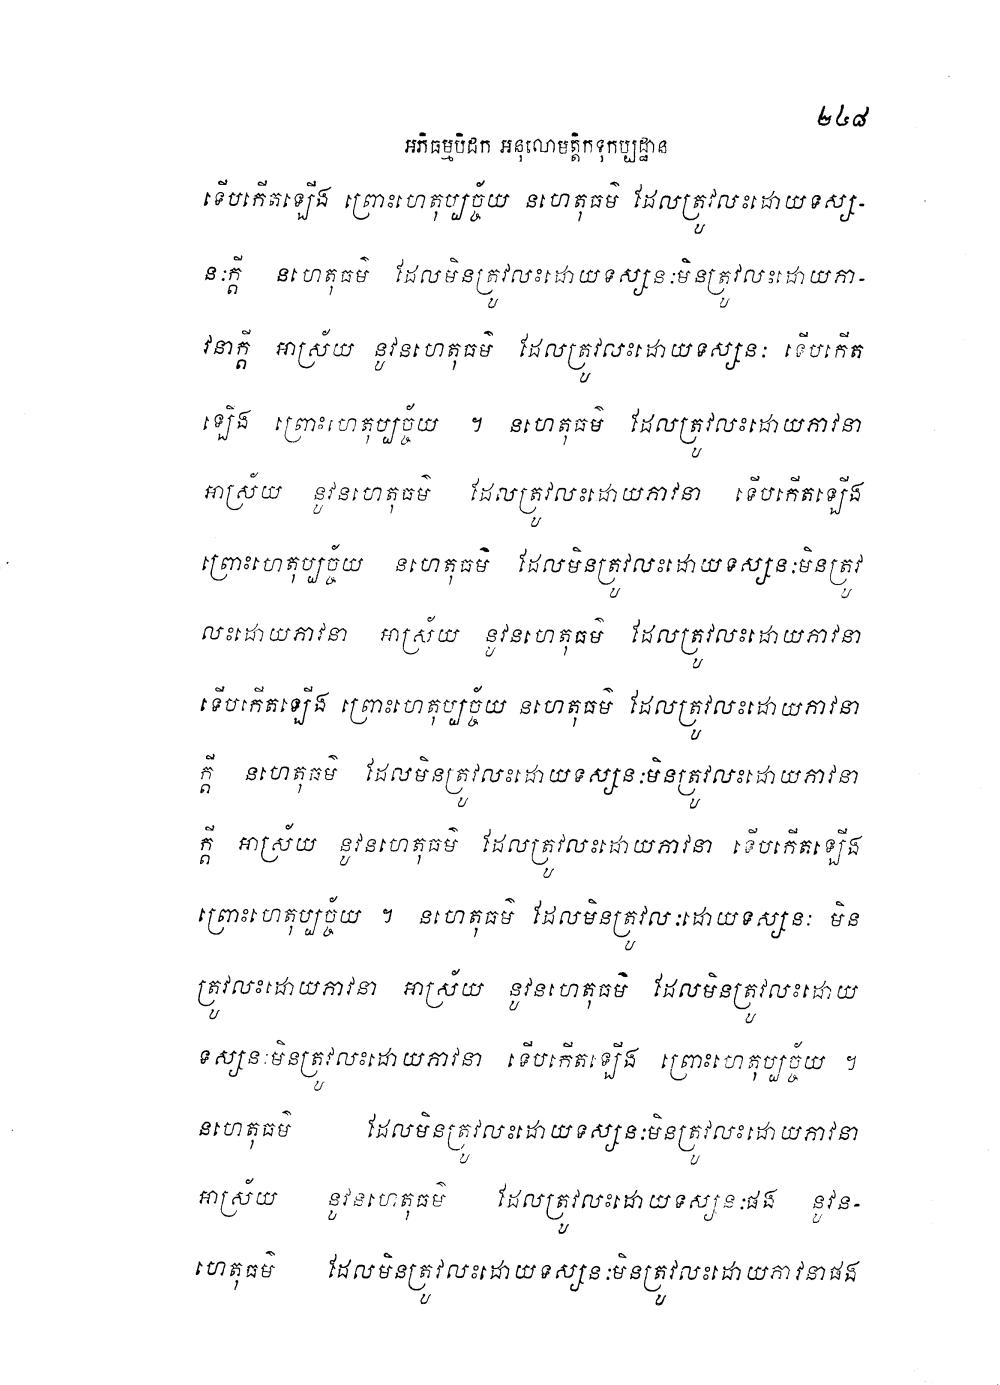 ២៤៨
អភិធម្មបិដក អនុលោមត្តិកទុកប្បដ្ឋាន
ទើបកើតឡើង ព្រោះហេតុប្បច្ច័យ នហេតុធម៌ ដែលត្រូវលះដោយទស្ស-
នៈក្តី នហេតុធម៌ ដែលមិនត្រូវលះដោយទស្សនៈមិនត្រូវលះដោយភា-
វនាក្តី អាស្រ័យ នូវនហេតុធម៌ ដែលត្រូវលះដោយទស្សនៈ ទើបកើត
ឡើង ព្រោះហេតុប្បច្ច័យ ។ នហេតុធម៌ ដែលត្រូវលះដោយភាវនា
អាស្រ័យ នូវនហេតុធម៌ ដែលត្រូវលះដោយភាវនា ទើបកើតឡើង
ព្រោះហេតុប្បច្ច័យ នហេតុធម៌ ដែលមិនត្រូវលះដោយទស្សនៈមិនត្រូវ
លះដោយភាវនា អាស្រ័យ នូវនហេតុធម៌ ដែលត្រូវលះដោយភាវនា
ទើបកើតឡើង ព្រោះហេតុប្បច្ច័យ នហេតុធម៌ ដែលត្រូវលះដោយភាវនា
ក្តី នហេតុធម៌ ដែលមិនត្រូវលះដោយទស្សនៈមិនត្រូវលះដោយភាវនា
ក្តី អាស្រ័យ នូវនហេតុធម៌ ដែលត្រូវលះដោយភាវនា ទើបកើតឡើង
ព្រោះហេតុប្បច្ច័យ ។ នហេតុធម៌ ដែលមិនត្រូវលះដោយទស្សនៈ មិន
ត្រូវលះដោយភាវនា អាស្រ័យ នូវនហេតុធម៌ ដែលមិនត្រូវលះដោយ
ទស្សនៈមិនត្រូវលះដោយភាវនា ទើបកើតឡើង ព្រោះហេតុប្បច្ច័យ ។
នហេតុធម៌ ដែលមិនត្រូវលះដោយទស្សនៈមិនត្រូវលះដោយភាវនា
អាស្រ័យ នូវនហេតុធម៌ ដែលត្រូវលះដោយទស្សនៈផង នូវន-
ហេតុធម៌ ដែលមិនត្រូវលះដោយទស្សនៈមិនត្រូវលះដោយភាវនាផង